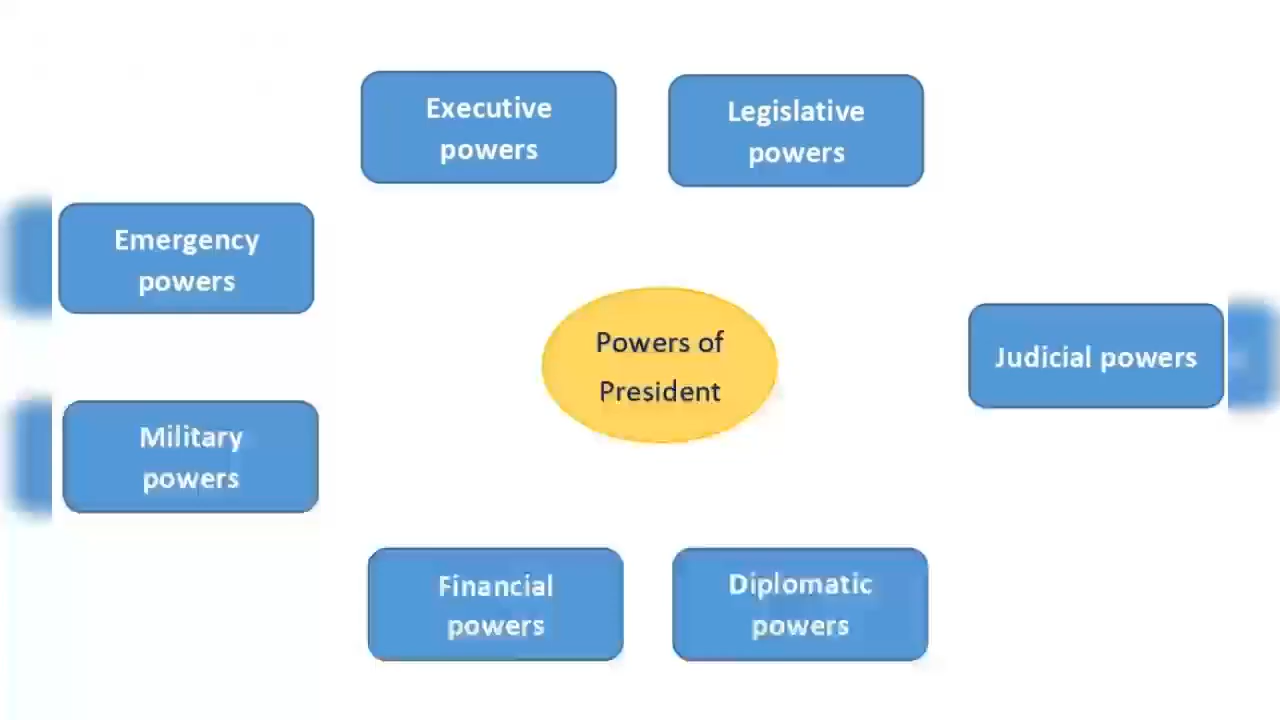 Executive
powers
Legislative
powers
Emergency
powers
Powers of
President
Judicial powers
Military
powers
Financial
powers
Diplomatic
powers